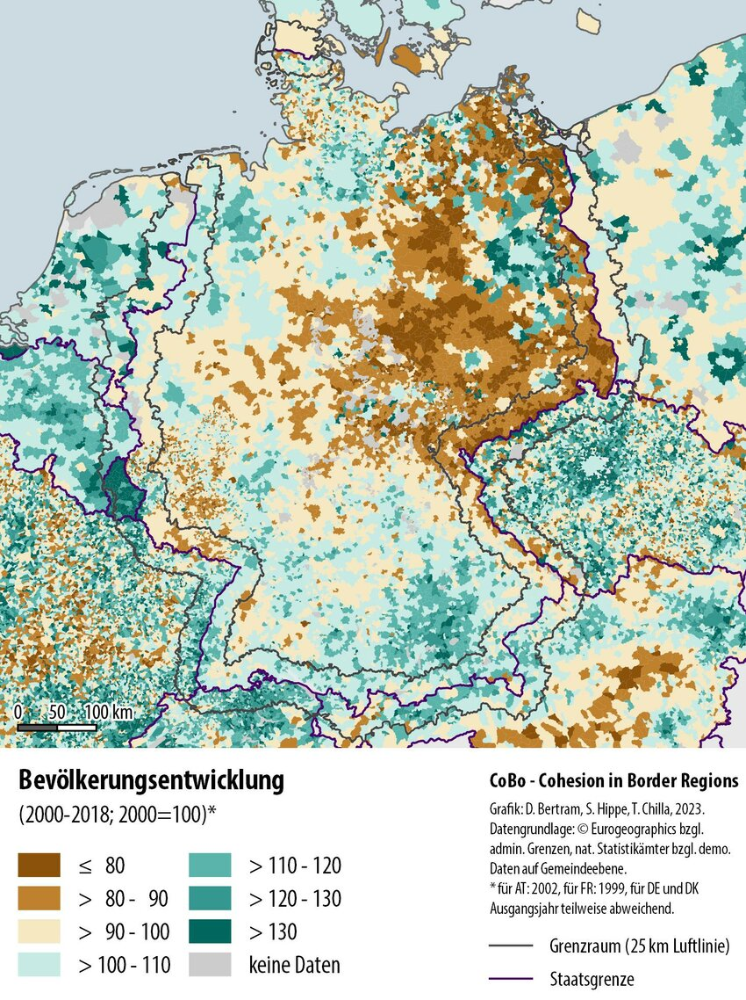 0 50 100 km
Bevölkerungsentwicklung
(2000-2018; 2000=100)*
≤ 80
> 80 - 90
> 90 - 100
> 100 - 110
> 110 - 120
> 120 - 130
> 130
keine Daten
CoBo - Cohesion in Border Regions
Grafik: D. Bertram, S. Hippe, T. Chilla, 2023.
Datengrundlage: © Eurogeographics bzgl.
admin. Grenzen, nat. Statistikämter bzgl. demo.
Daten auf Gemeindeebene.
* für AT: 2002, für FR: 1999, für DE und DK
Ausgangsjahr teilweise abweichend.
Grenzraum (25 km Luftlinie)
Staatsgrenze